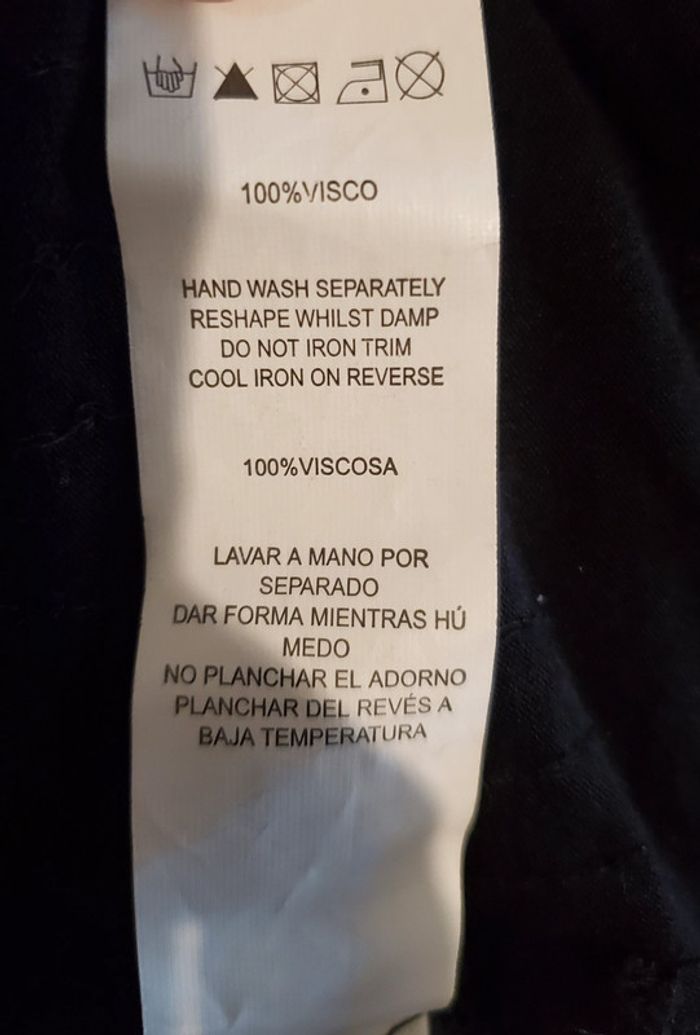 100%VISCO
HAND WASH SEPARATELY
RESHAPE WHILST DAMP
DO NOT IRON TRIM
COOL IRON ON REVERSE
100%VISCOSA
LAVAR A MANO POR
SEPARADO
DAR FORMA MIENTRAS HÚ
MEDO
NO PLANCHAR EL ADORNO
PLANCHAR DEL REVÉS A
BAJA TEMPERATURA